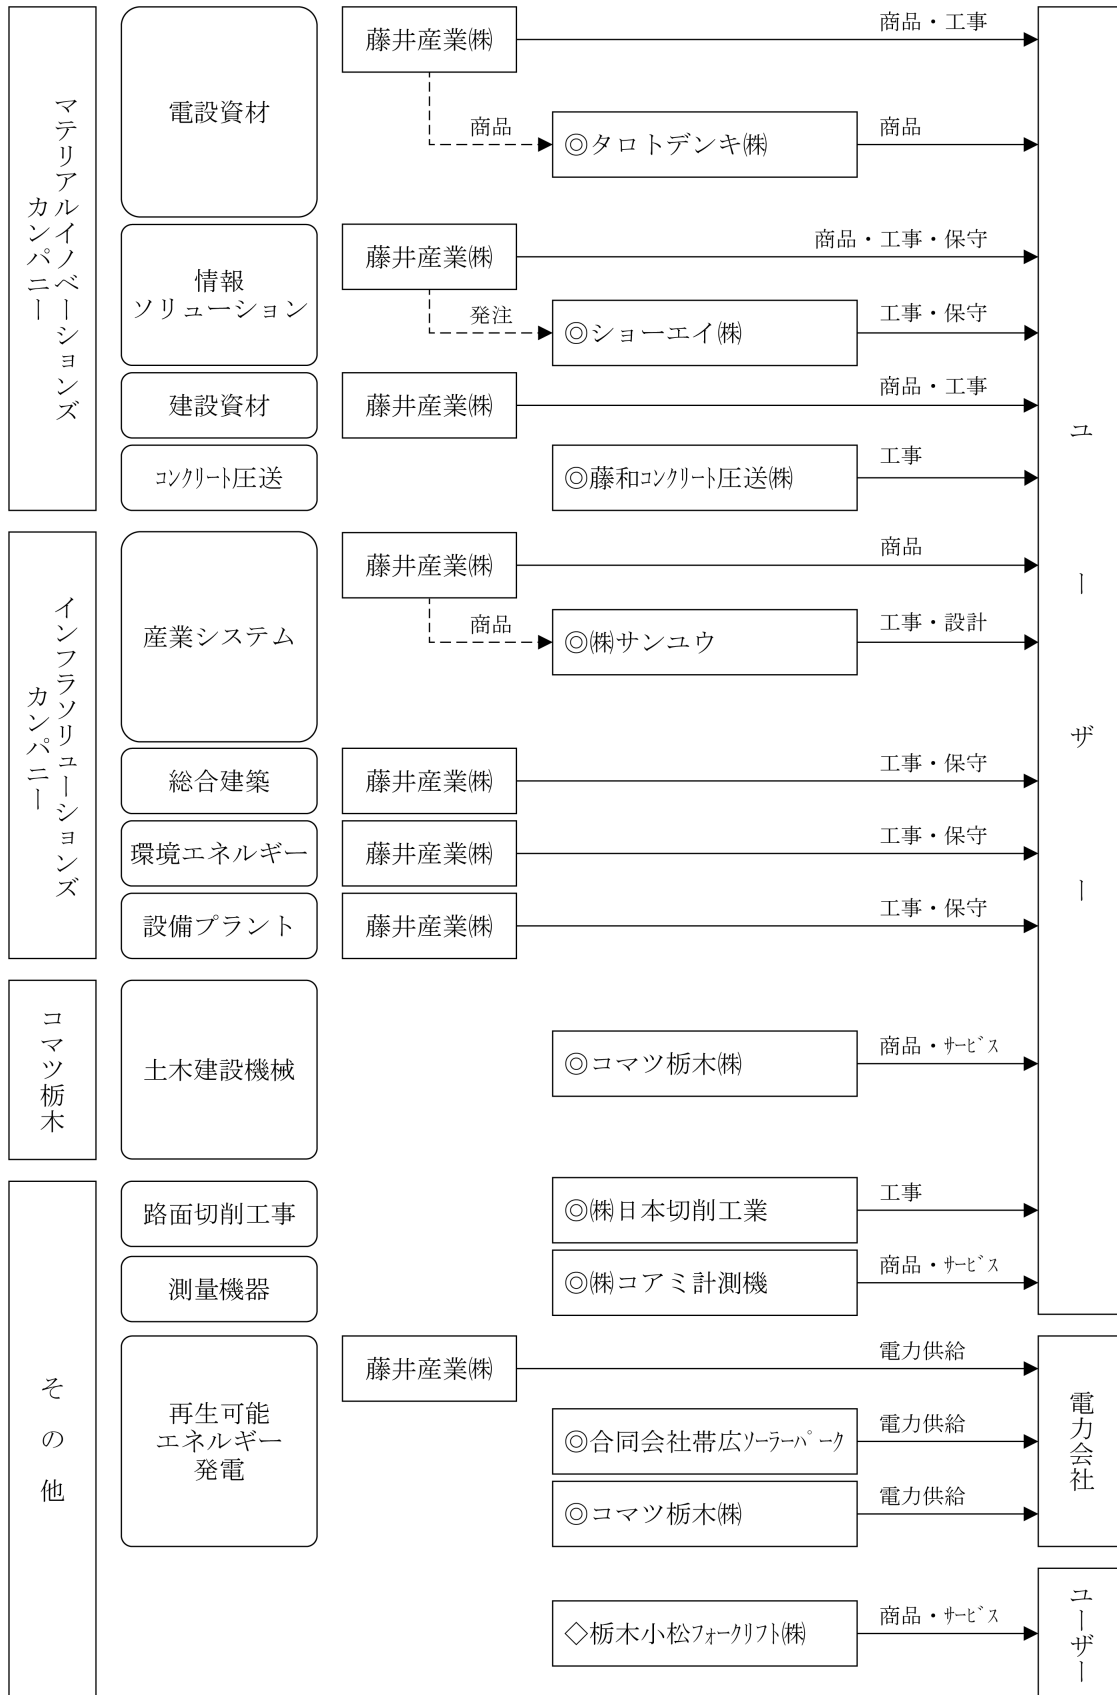 マテリアルイノベーションズ
カンパニー
電設資材
藤井産業㈱
商品・工事
商品
◎タロトデンキ㈱
商品
情報
ソリューション
藤井産業㈱
商品・工事・保守
発注
◎ショーエイ㈱
工事・保守
建設資材
藤井産業㈱
商品・工事
コンクリート圧送
◎藤和コンクリート圧送㈱
工事
インフラソリューションズ
カンパニー
産業システム
藤井産業㈱
商品
商品
◎㈱サンユウ
工事・設計
総合建築
藤井産業㈱
工事・保守
環境エネルギー
藤井産業㈱
工事・保守
設備プラント
藤井産業㈱
工事・保守
コマツ栃木
土木建設機械
◎コマツ栃木㈱
商品・サービス
その他
路面切削工事
◎㈱日本切削工業
工事
測量機器
◎㈱コアミ計測機
商品・サービス
ユーザー
再生可能
エネルギー
発電
藤井産業㈱
電力供給
◎合同会社帯広ソーラーパーク
電力供給
◎コマツ栃木㈱
電力供給
電力会社
◇栃木小松フォークリフト㈱
商品・サービス
ユーザー